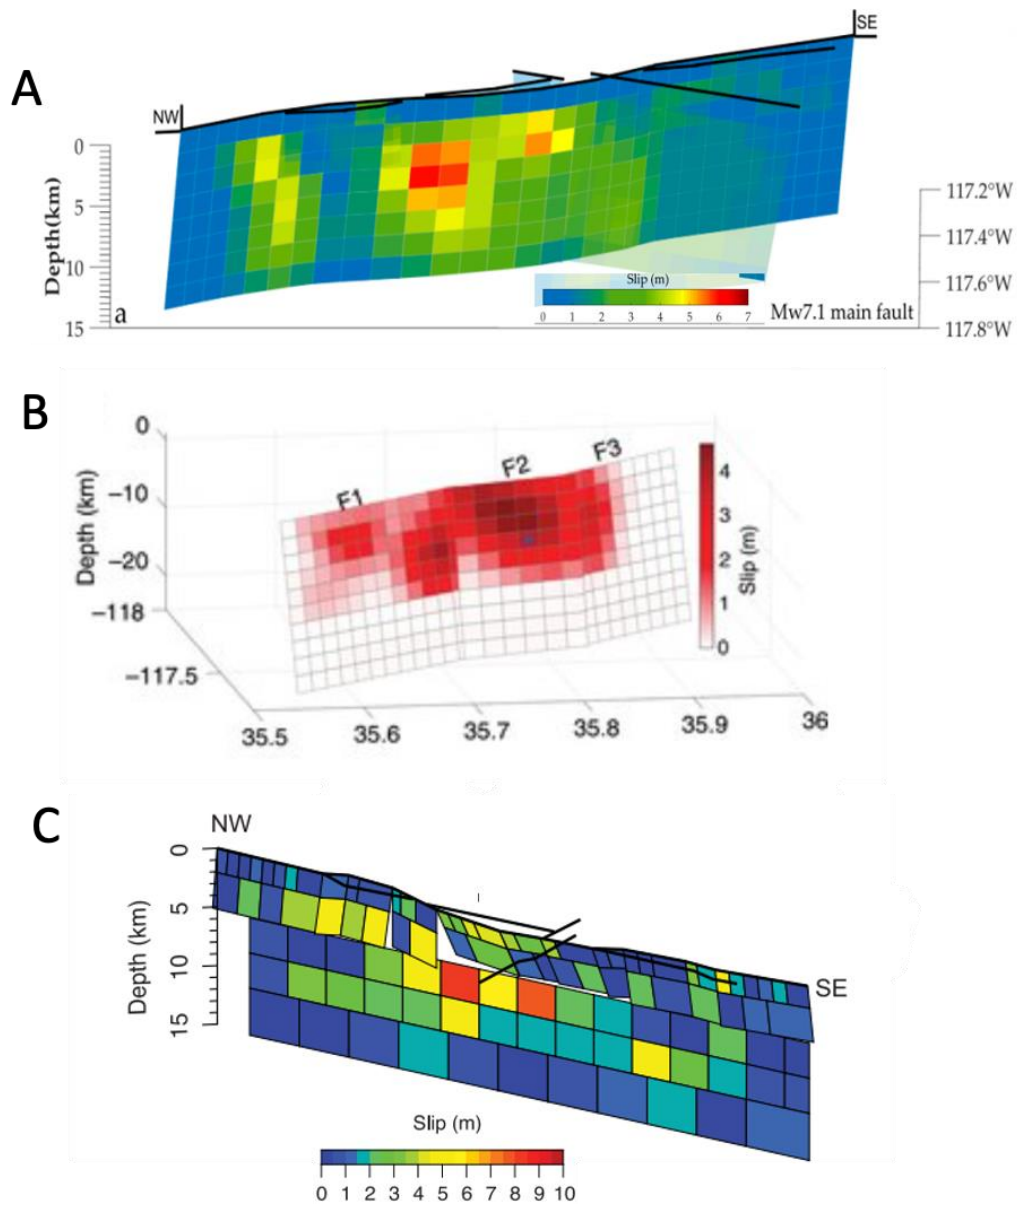 A
NW
SE
0
5
10
15
Depth(km)
a
117.2°W
117.4°W
117.6°W
117.8°W
Slip (m)
0 1 2 3 4 5 6 7
Mw7.1 main fault
B
0
−10
−20
−118
−117.5
Depth (km)
F1
F2
F3
4
3
2
1
0
Slip (m)
35.5 35.6 35.7 35.8 35.9 36
C
NW
0
5
10
15
Depth (km)
SE
Slip (m)
0 1 2 3 4 5 6 7 8 9 10